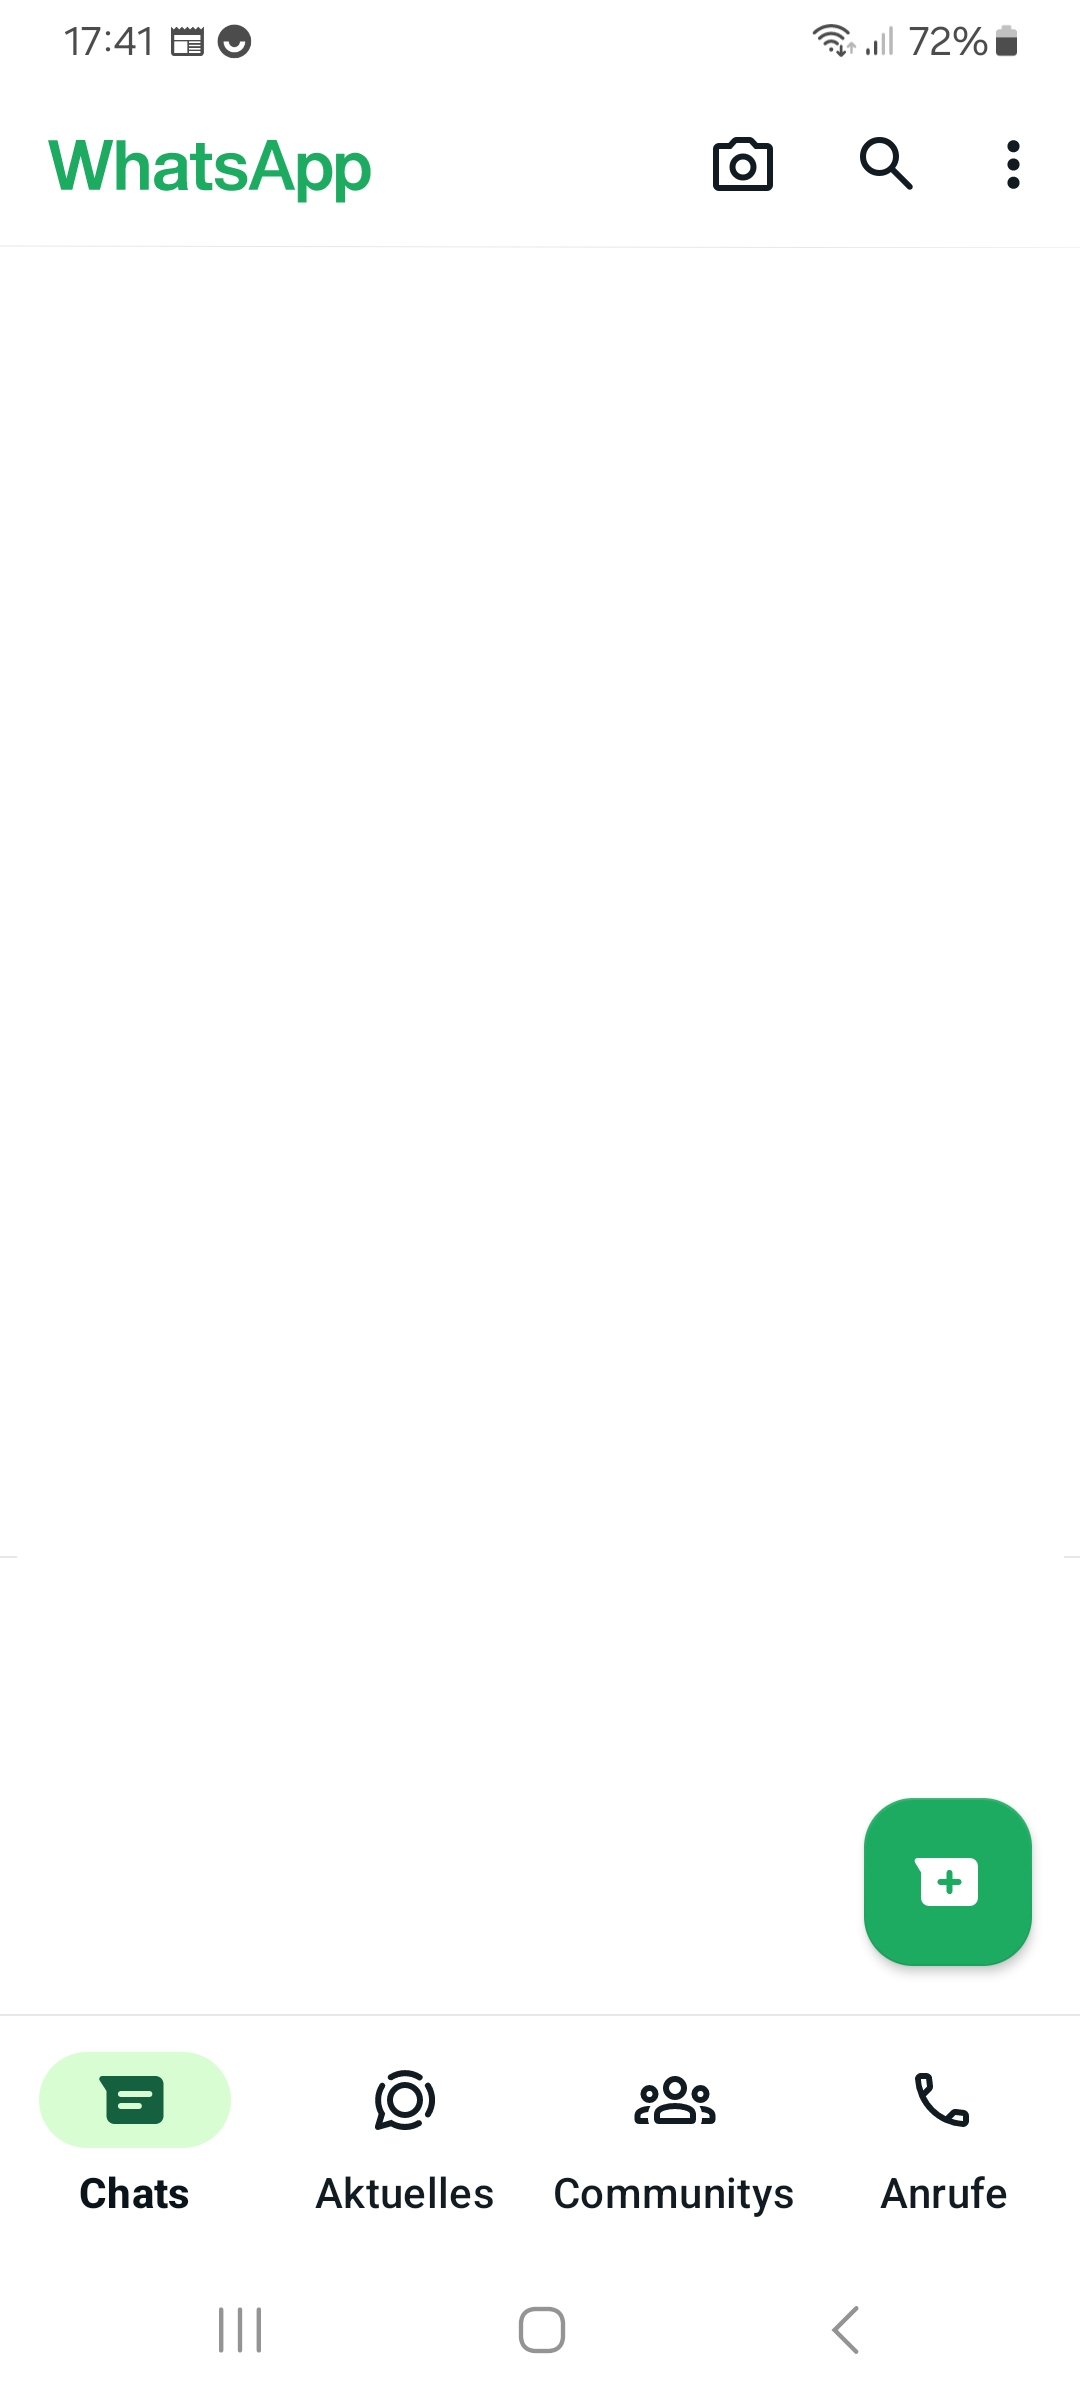 17:41
72%
WhatsApp
Chats
Aktuelles
Communitys
Anrufe